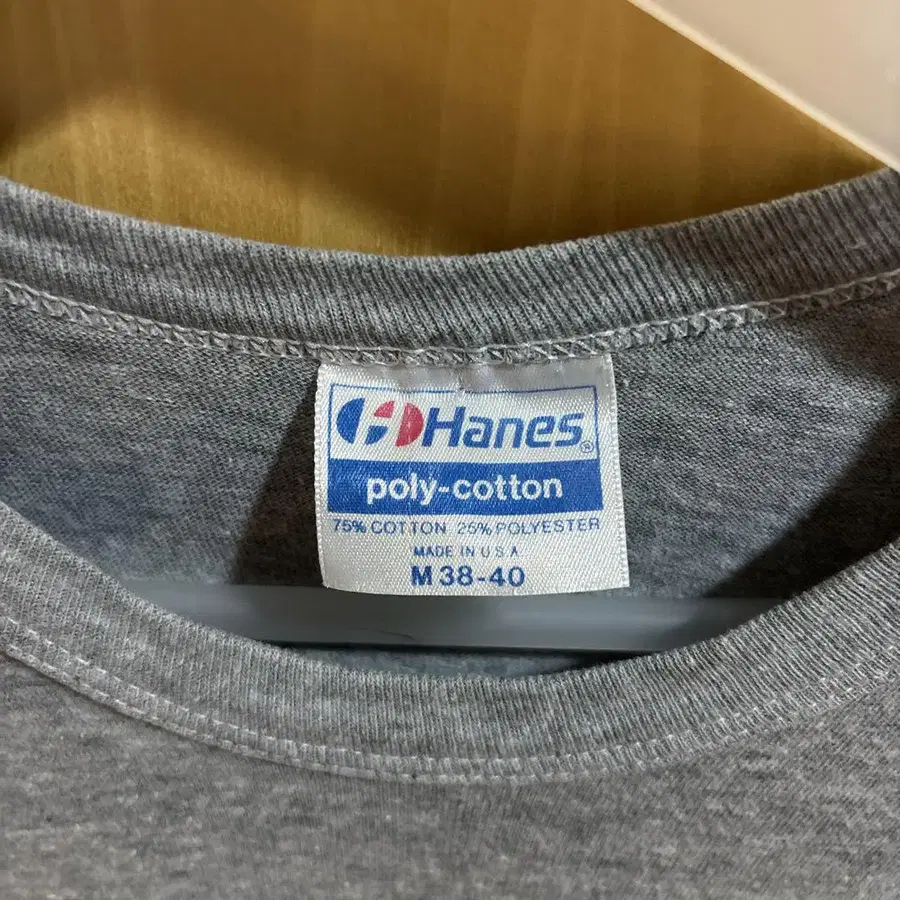 Hanes®
poly-cotton
75% COTTON 25% POLYESTER
MADE IN U S A
M 38-40